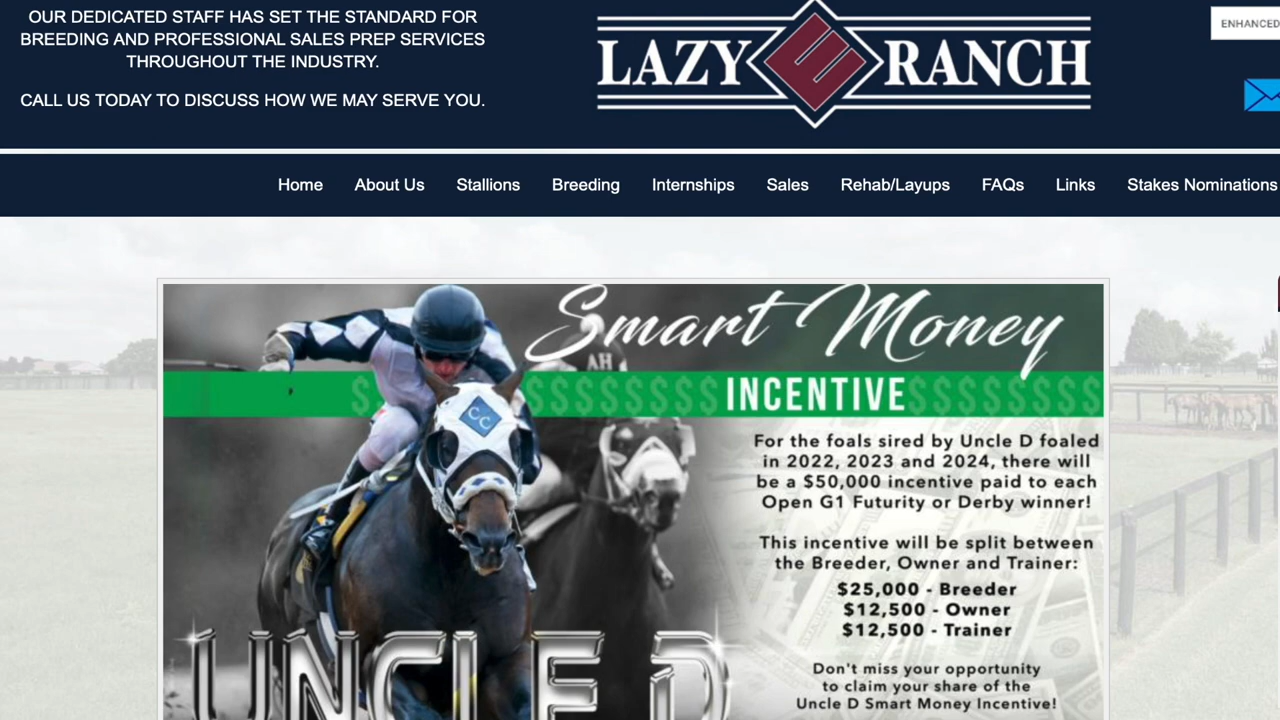 OUR DEDICATED STAFF HAS SET THE STANDARD FOR
BREEDING AND PROFESSIONAL SALES PREP SERVICES
THROUGHOUT THE INDUSTRY.
CALL US TODAY TO DISCUSS HOW WE MAY SERVE YOU.
LAZY E RANCH
ENHANCED
Home About Us Stallions Breeding Internships Sales Rehab/Layups FAQs Links Stakes Nominations
Smart Money
AH
$ $$$$$$$$ INCENTIVE $$$$$$$$
CC
For the foals sired by Uncle D foaled
in 2022, 2023 and 2024, there will
be a $50,000 incentive paid to each
Open G1 Futurity or Derby winner!
This incentive will be split between
the Breeder, Owner and Trainer:
$25,000 - Breeder
$12,500 - Owner
$12,500 - Trainer
UNCLE D
Don't miss your opportunity
to claim your share of the
Uncle D Smart Money Incentive!